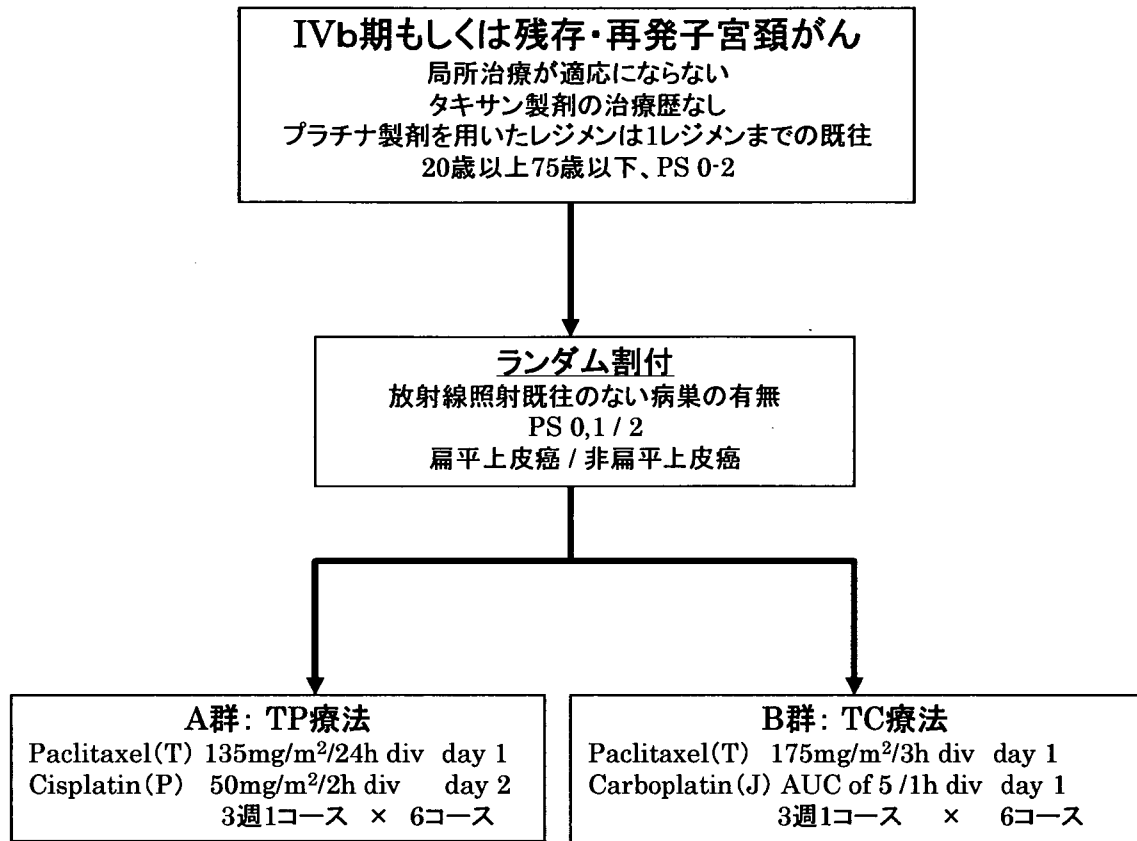 IVb期もしくは残存・再発子宮頚がん
局所治療が適応にならない
タキサン製剤の治療歴なし
プラチナ製剤を用いたレジメンは1レジメンまでの既往
20歳以上75歳以下、PS 0-2
ランダム割付
放射線照射既往のない病巣の有無
PS 0,1 / 2
扁平上皮癌 / 非扁平上皮癌
A群: TP療法
Paclitaxel(T) 135mg/m²/24h div day 1
Cisplatin(P) 50mg/m²/2h div day 2
3週1コース × 6コース
B群: TC療法
Paclitaxel(T) 175mg/m²/3h div day 1
Carboplatin(J) AUC of 5 /1h div day 1
3週1コース × 6コース